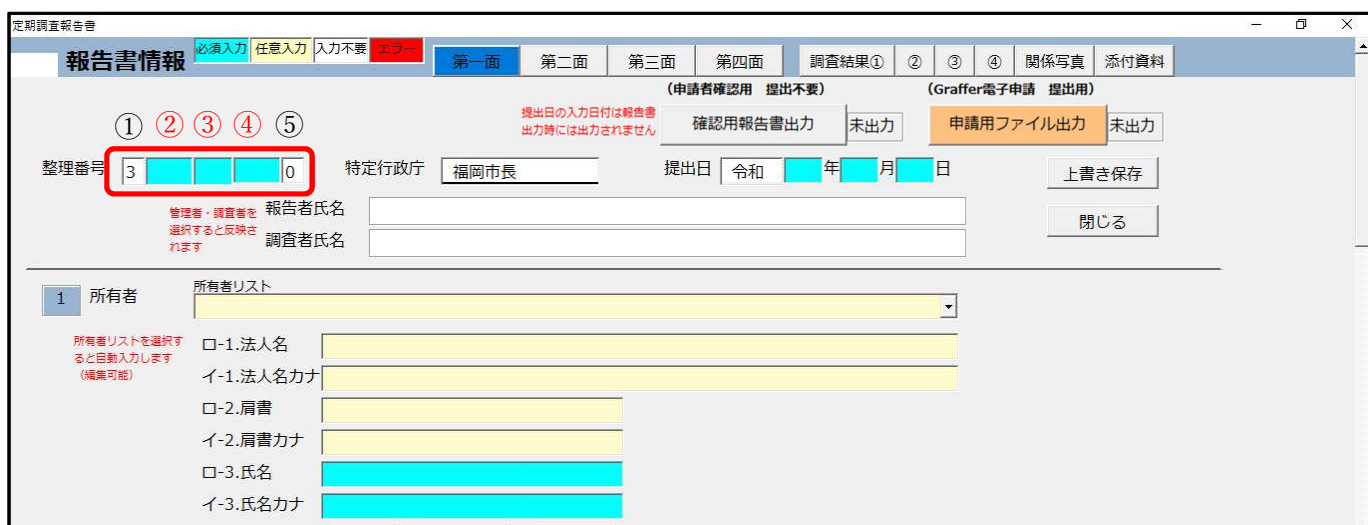 定期調査報告書
報告書情報 必須入力 任意入力 入力不要 エラー 第一面 第二面 第三面 第四面 調査結果① ② ③ ④ 関係写真 添付資料
(申請者確認用 提出不要) (Graffer電子申請 提出用)
提出日の入力日付は報告書
出力時には出力されません
確認用報告書出力 未出力 申請用ファイル出力 未出力
① ② ③ ④ ⑤
整理番号 3 0 特定行政庁 福岡市長 提出日 令和 年 月 日 上書き保存
管理者・調査者を
選択すると反映さ
れます
報告者氏名
調査者氏名
閉じる
1 所有者 所有者リスト
所有者リストを選択す
ると自動入力します
(編集可能)
ロ-1.法人名
イ-1.法人名カナ
ロ-2.肩書
イ-2.肩書カナ
ロ-3.氏名
イ-3.氏名カナ